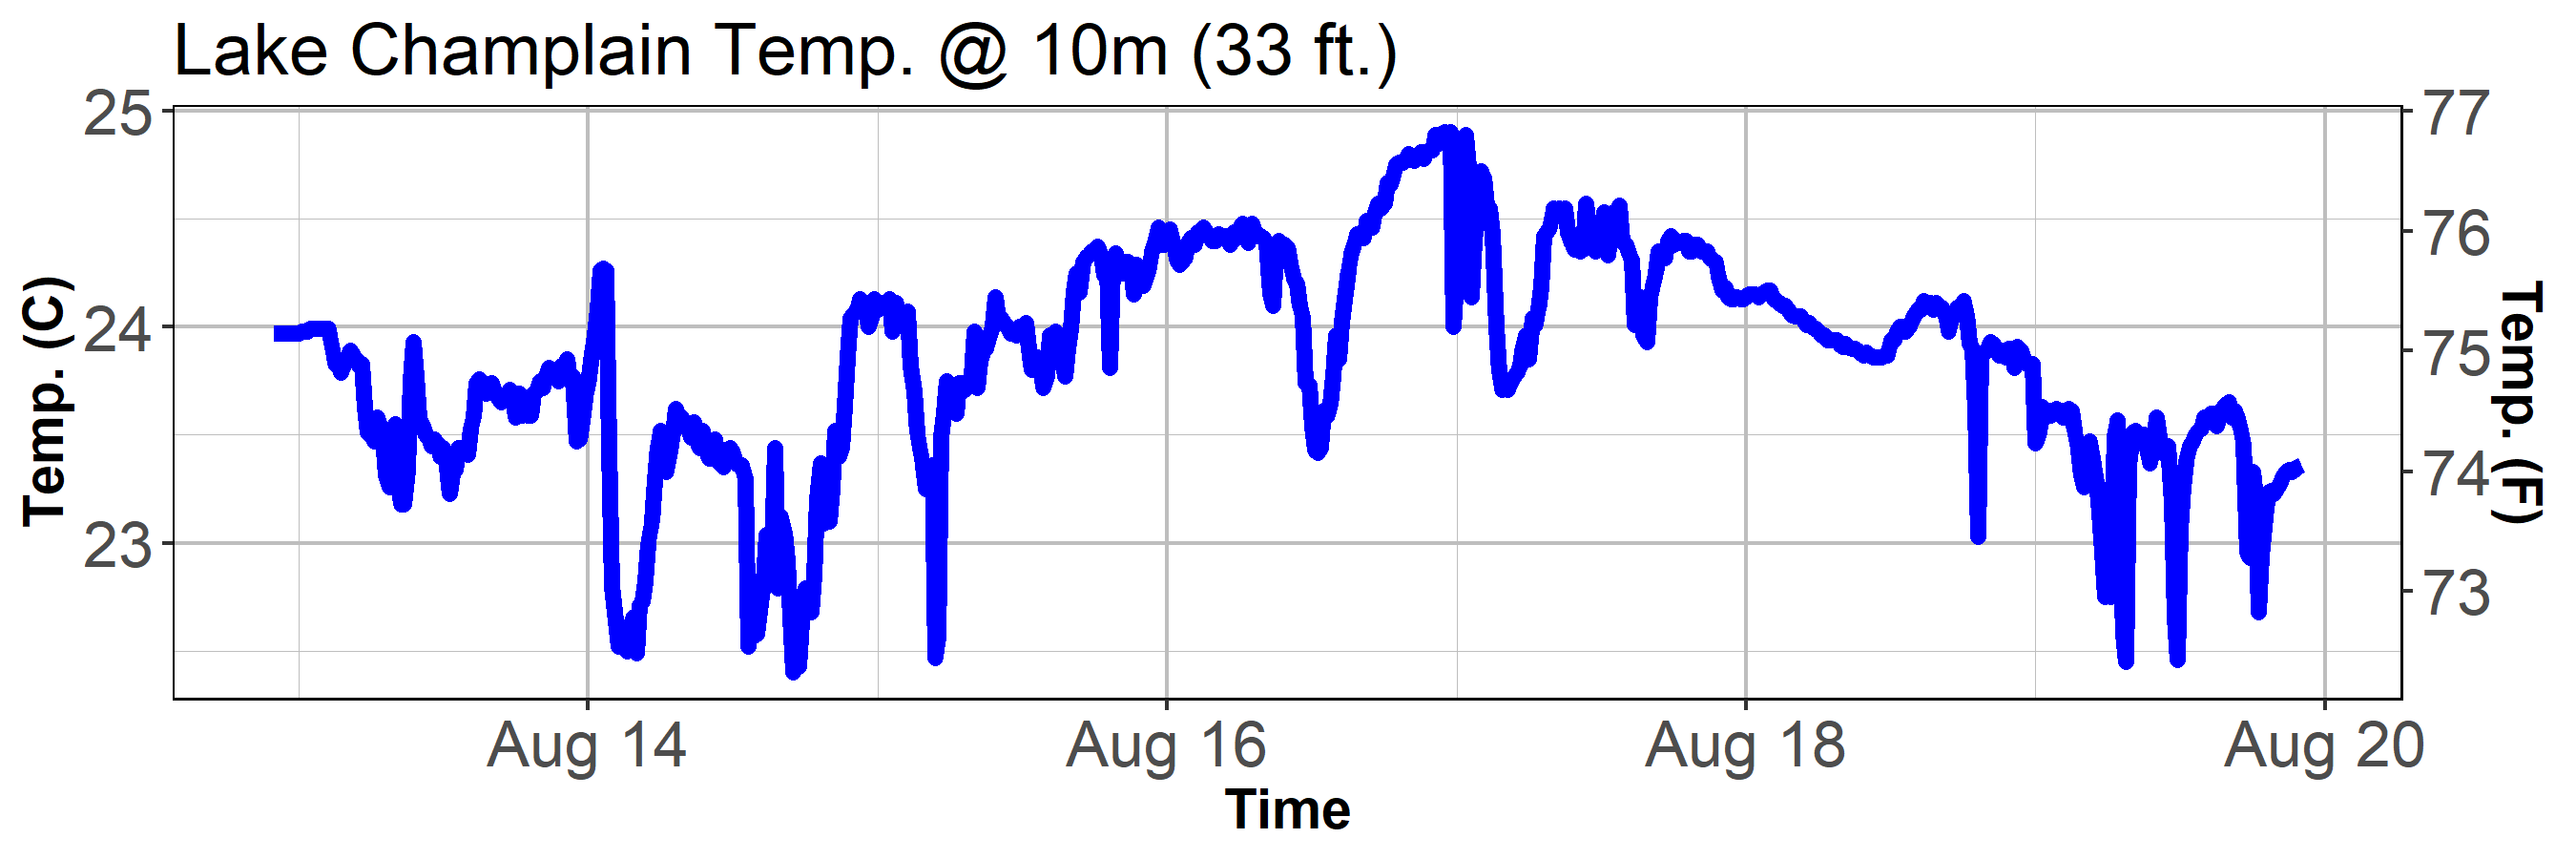 Lake Champlain Temp. @ 10m (33 ft.)
25
24
23
Temp. (C)
77
76
75
74
73
Temp. (F)
Aug 14 Aug 16 Aug 18 Aug 20
Time